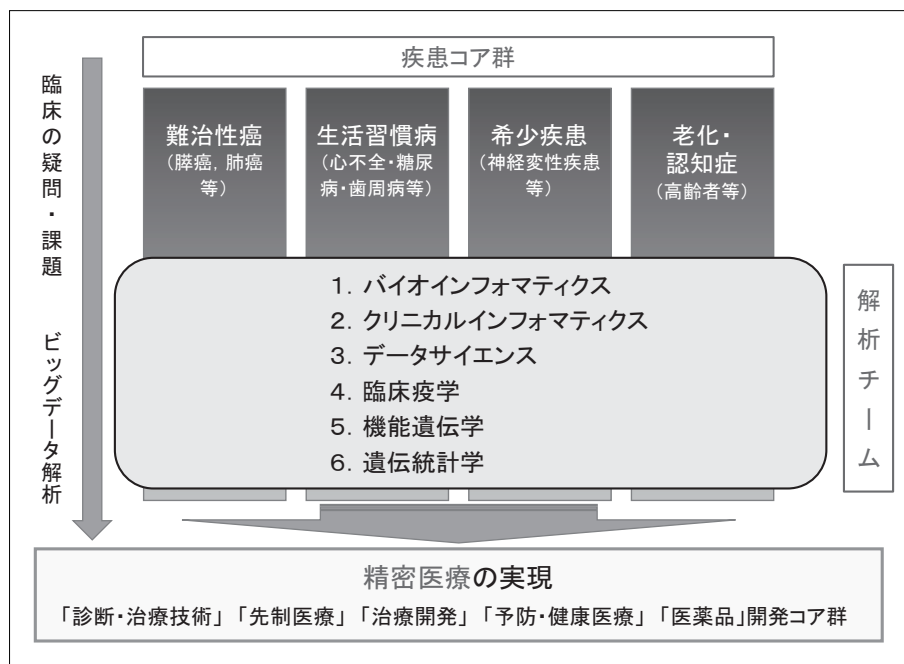 疾患コア群
難治性癌
（膵癌, 肺癌
等）
生活習慣病
（心不全・糖尿
病・歯周病等）
希少疾患
（神経変性疾患
等）
老化・
認知症
（高齢者等）
臨床の疑問・課題
ビッグデータ解析
1. バイオインフォマティクス
2. クリニカルインフォマティクス
3. データサイエンス
4. 臨床疫学
5. 機能遺伝学
6. 遺伝統計学
解析チーム
精密医療の実現
「診断・治療技術」「先制医療」「治療開発」「予防・健康医療」「医薬品」開発コア群